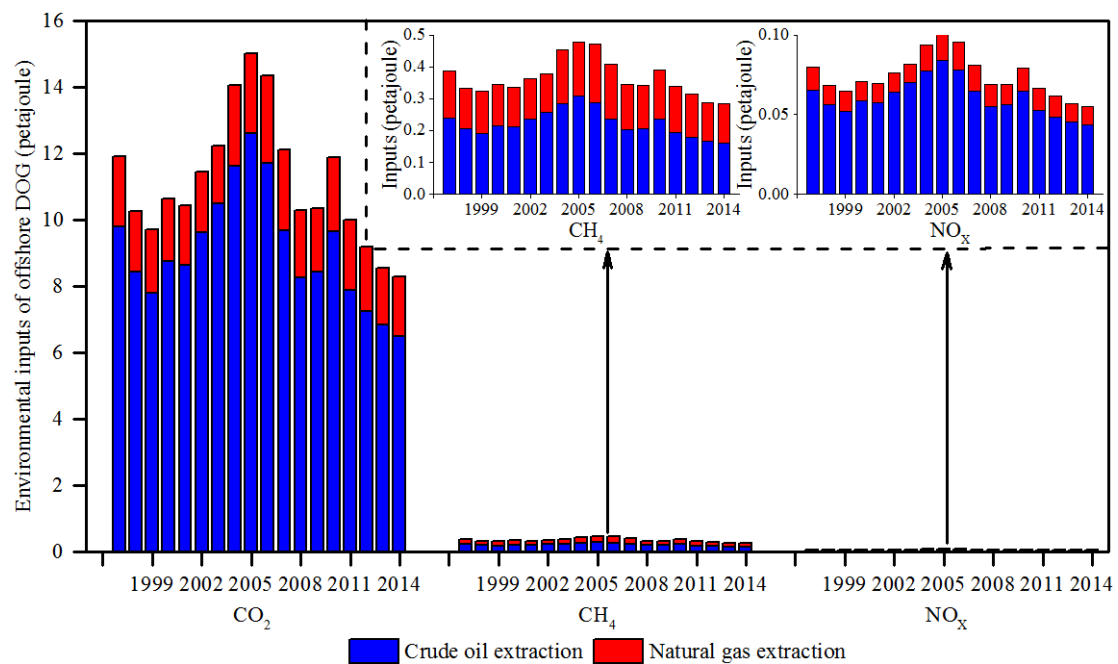 Environmental inputs of offshore DOG (petajoule)
16
14
12
10
8
6
4
2
0
Inputs (petajoule)
0.5
0.4
0.3
0.2
0.1
0.0
1999 2002 2005 2008 2011 2014
CH₄
Inputs (petajoule)
0.10
0.05
0.00
1999 2002 2005 2008 2011 2014
NOₓ
1999 2002 2005 2008 2011 2014 1999 2002 2005 2008 2011 2014 1999 2002 2005 2008 2011 2014
CO₂ CH₄ NOₓ
Crude oil extraction Natural gas extraction